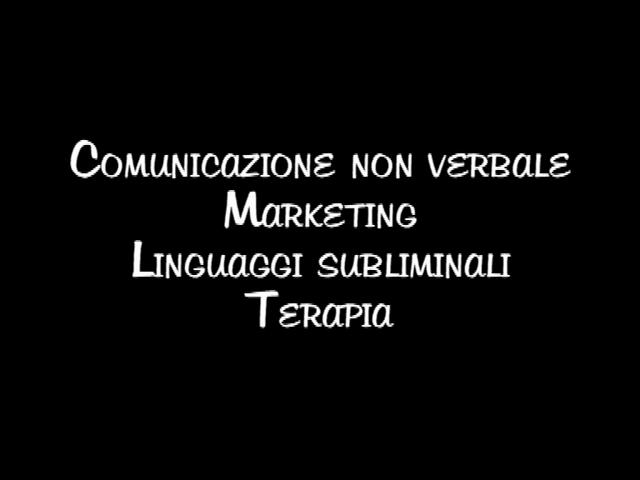 Comunicazione non verbale
Marketing
Linguaggi subliminali
Terapia